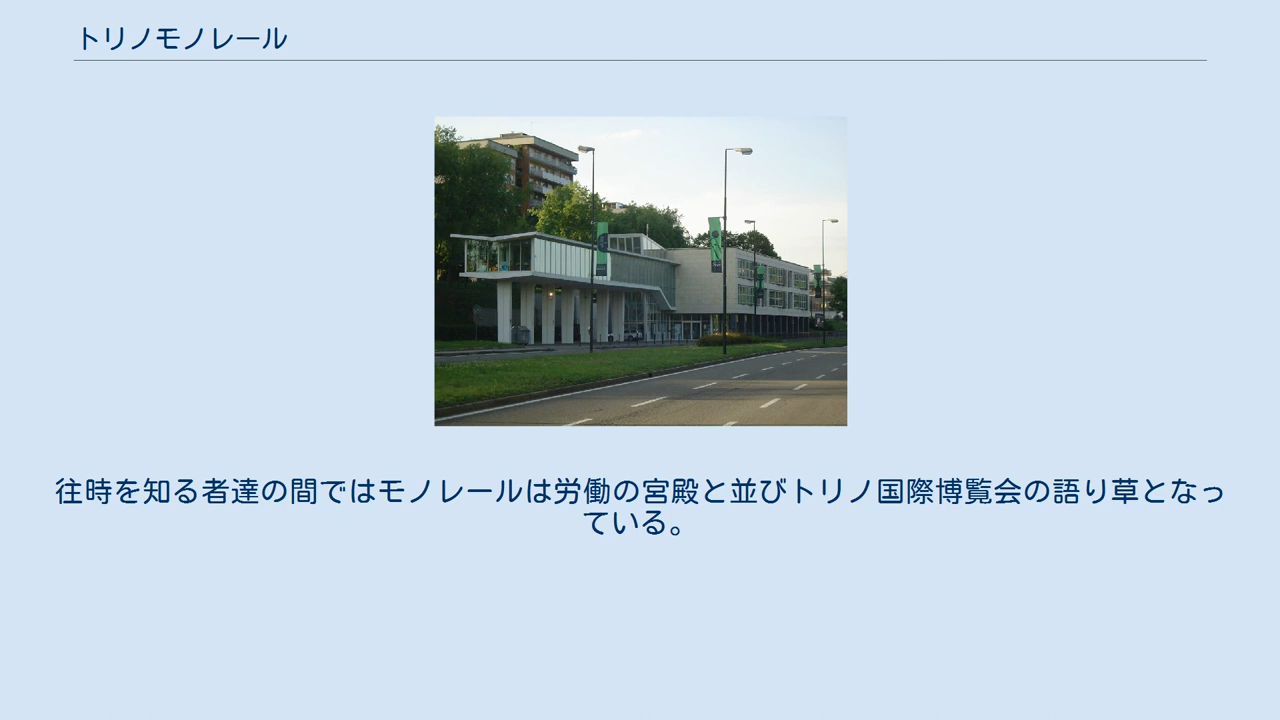 トリノモノレール
往時を知る者達の間ではモノレールは労働の宮殿と並びトリノ国際博覧会の語り草となっ
ている。